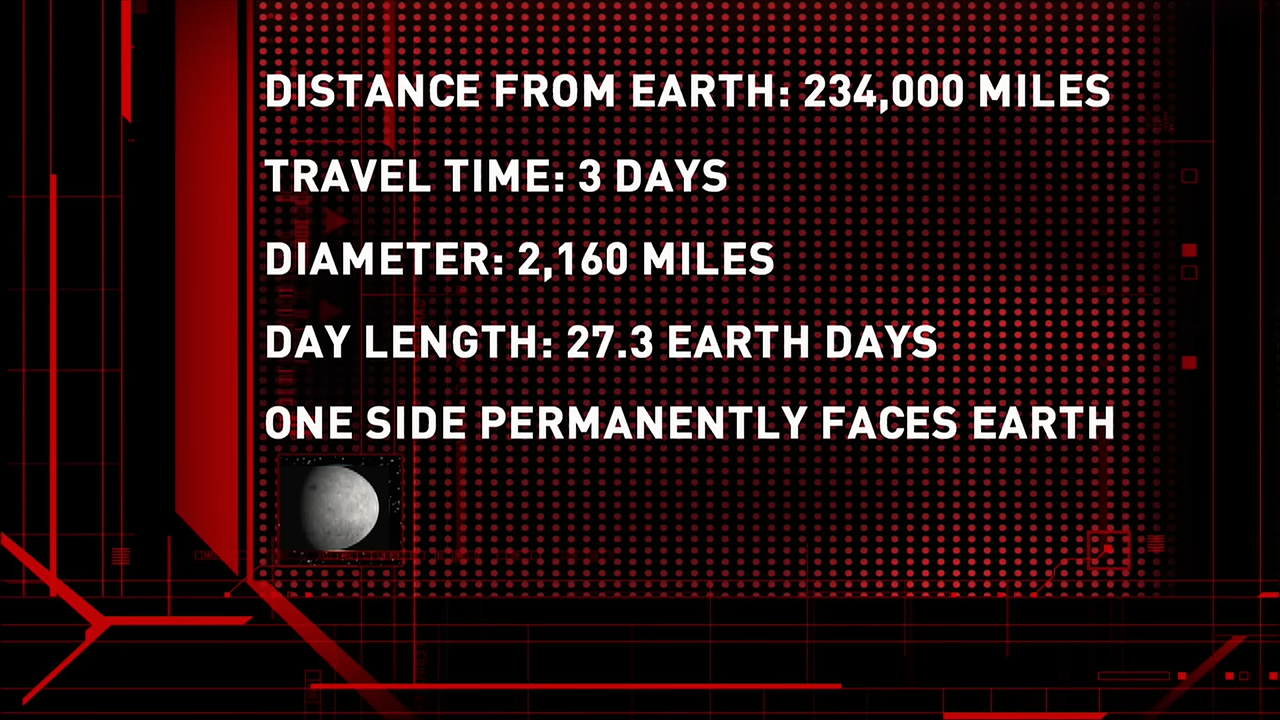 DISTANCE FROM EARTH: 234,000 MILES
TRAVEL TIME: 3 DAYS
DIAMETER: 2,160 MILES
DAY LENGTH: 27.3 EARTH DAYS
ONE SIDE PERMANENTLY FACES EARTH